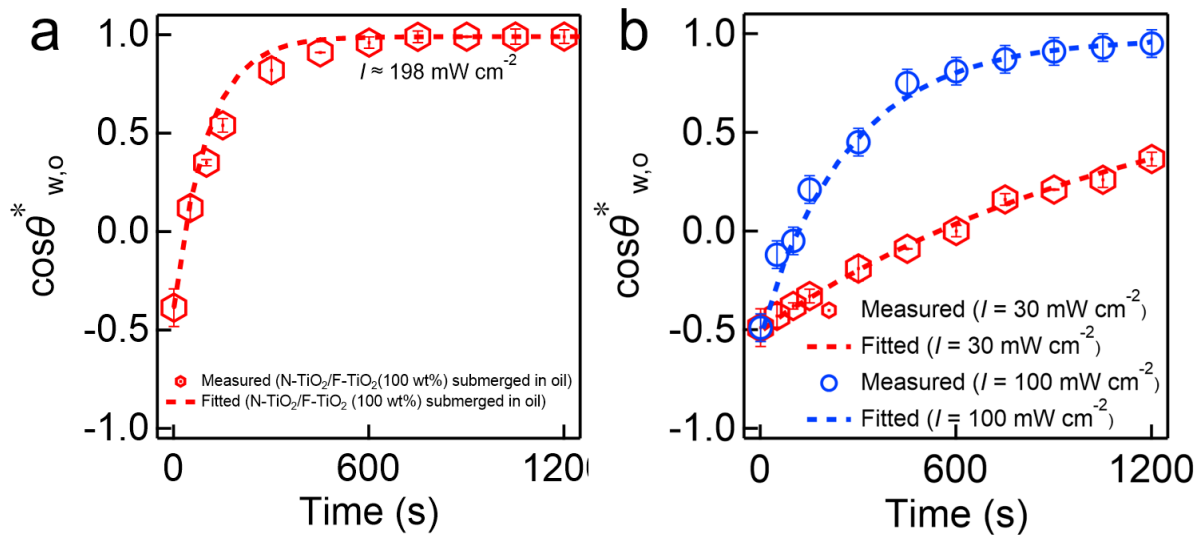 a
1.0
0.5
0.0
-0.5
-1.0
cosθ*w,o
I ≈ 198 mW cm-2
Measured (N-TiO2/F-TiO2(100 wt%) submerged in oil)
Fitted (N-TiO2/F-TiO2 (100 wt%) submerged in oil)
0
600
1200
Time (s)
b
1.0
0.5
0.0
-0.5
-1.0
cosθ*w,o
Measured (I = 30 mW cm-2)
Fitted (I = 30 mW cm-2)
Measured (I = 100 mW cm-2)
Fitted (I = 100 mW cm-2)
0
600
1200
Time (s)